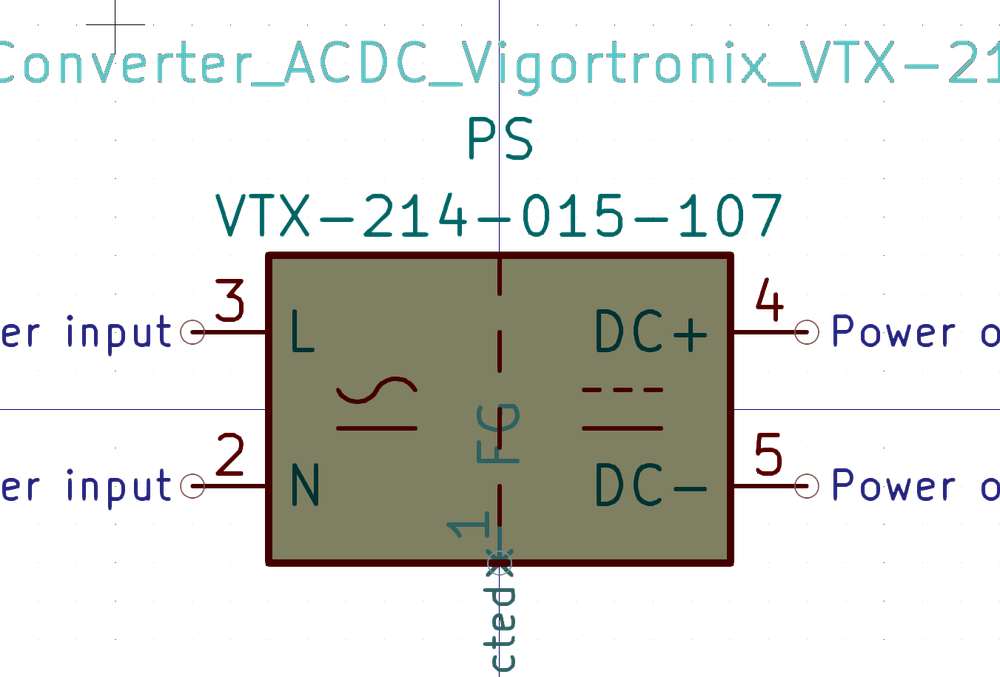 Converter_ACDC_Vigortronix_VTX-21
PS
VTX-214-015-107
3
L
DC+
4
er input
Power o
FG
2
N
DC-
5
er input
Power o
1
cted